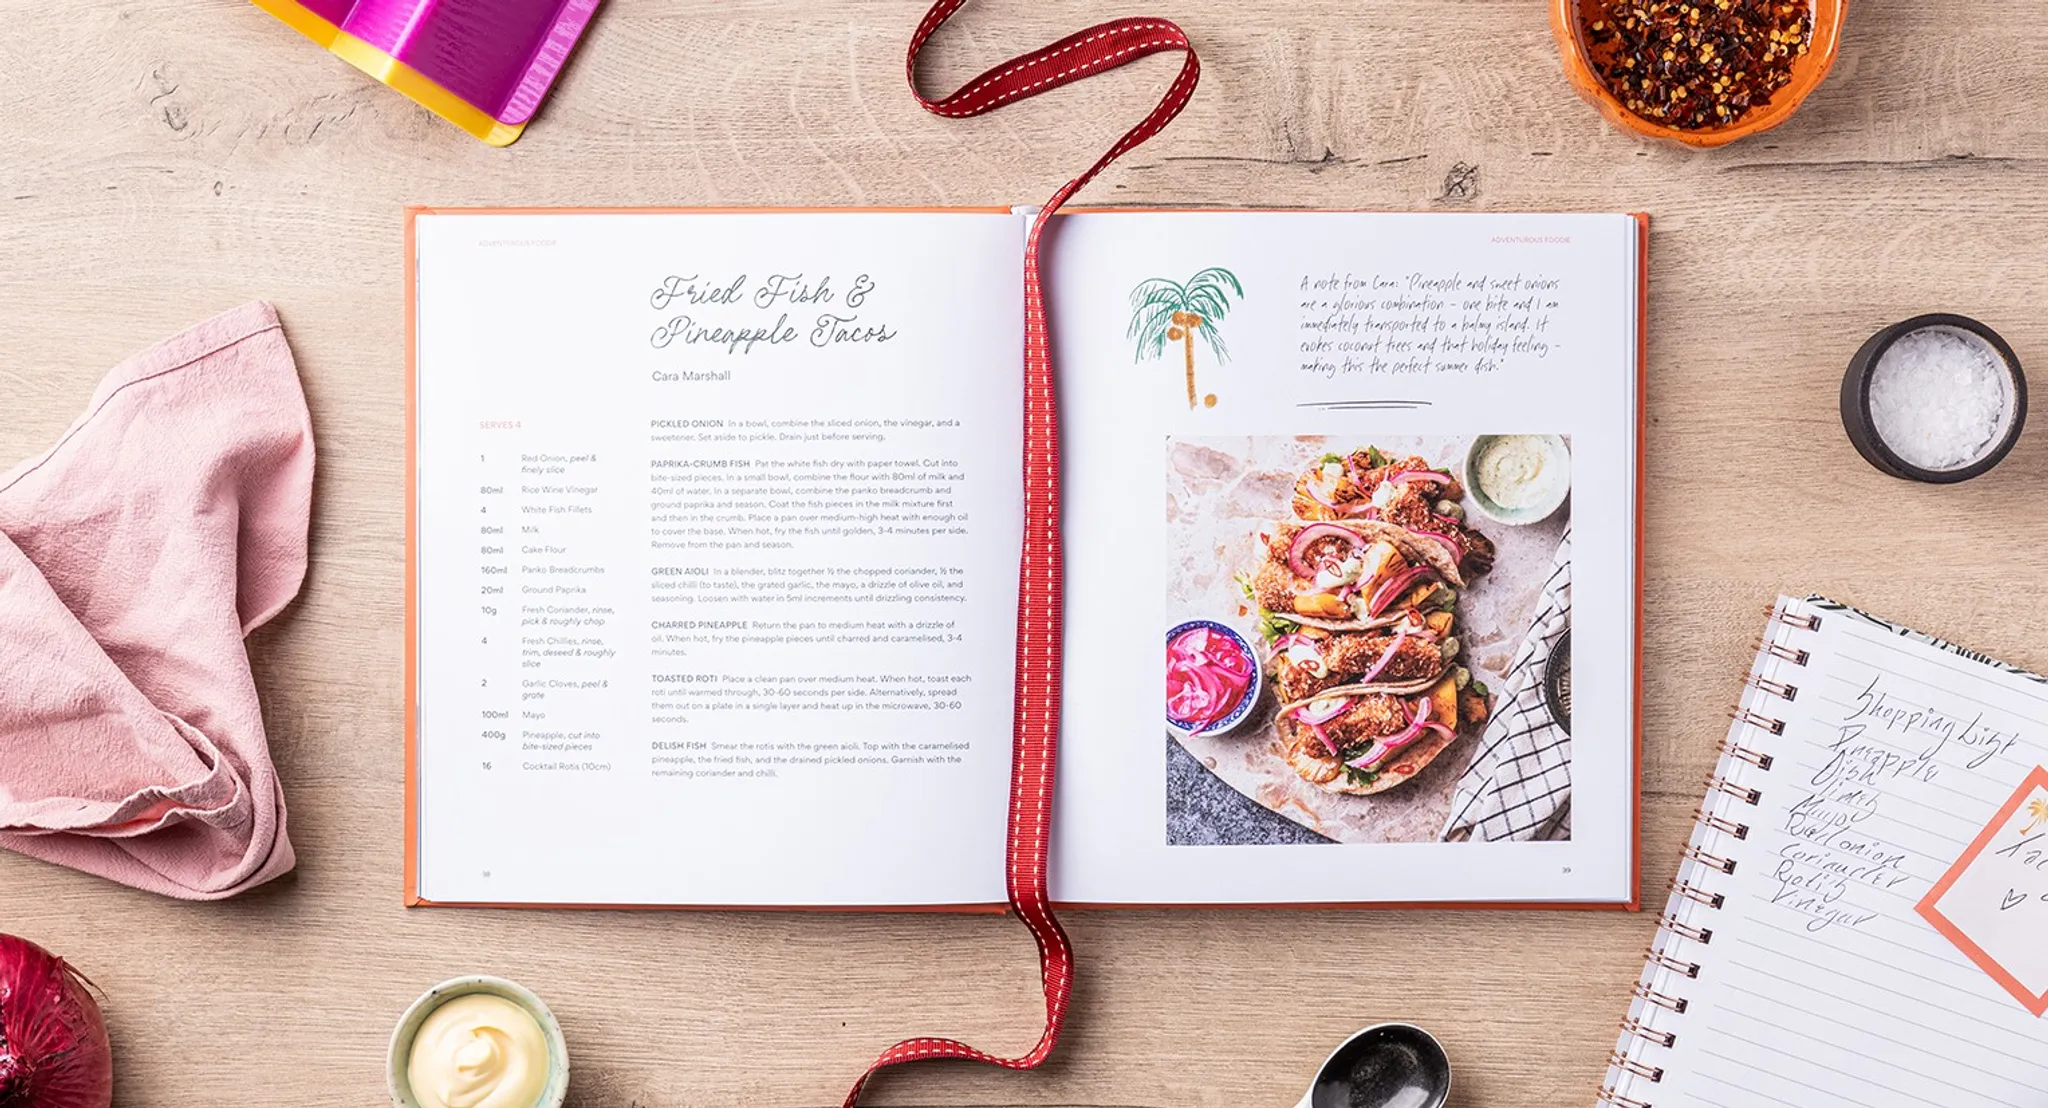 ADVENTUROUS FOODIE
Fried Fish &
Pineapple Tacos
Cara Marshall
SERVES 4
1 Red Onion, peel &
finely slice
80ml Rice Wine Vinegar
4 White Fish Fillets
80ml Milk
80ml Cake Flour
160ml Panko Breadcrumbs
20ml Ground Paprika
10g Fresh Coriander, rinse,
pick & roughly chop
4 Fresh Chillies, rinse,
trim, deseed & roughly
slice
2 Garlic Cloves, peel &
grate
100ml Mayo
400g Pineapple, cut into
bite-sized pieces
16 Cocktail Rotis (10cm)
PICKLED ONION In a bowl, combine the sliced onion, the vinegar, and a
sweetener. Set aside to pickle. Drain just before serving.
PAPRIKA-CRUMB FISH Pat the white fish dry with paper towel. Cut into
bite-sized pieces. In a small bowl, combine the flour with 80ml of milk and
40ml of water. In a separate bowl, combine the panko breadcrumb and
ground paprika and season. Coat the fish pieces in the milk mixture first
and then in the crumb. Place a pan over medium-high heat with enough oil
to cover the base. When hot, fry the fish until golden, 3-4 minutes per side.
Remove from the pan and season.
GREEN AIOLI In a blender, blitz together ½ the chopped coriander, ½ the
sliced chilli (to taste), the grated garlic, the mayo, a drizzle of olive oil, and
seasoning. Loosen with water in 5ml increments until drizzling consistency.
CHARRED PINEAPPLE Return the pan to medium heat with a drizzle of
oil. When hot, fry the pineapple pieces until charred and caramelised, 3-4
minutes.
TOASTED ROTI Place a clean pan over medium heat. When hot, toast each
roti until warmed through, 30-60 seconds per side. Alternatively, spread
them out on a plate in a single layer and heat up in the microwave, 30-60
seconds.
DELISH FISH Smear the rotis with the green aioli. Top with the caramelised
pineapple, the fried fish, and the drained pickled onions. Garnish with the
remaining coriander and chilli.
38
ADVENTUROUS FOODIE
A note from Cara: "Pineapple and sweet onions
are a glorious combination - one bite and I am
immediately transported to a balmy island. It
evokes coconut trees and that holiday feeling -
making this the perfect summer dish."
39
Shopping List
Pineapple
Mayo
Red onion
Coriander
Rotis
Vinegar